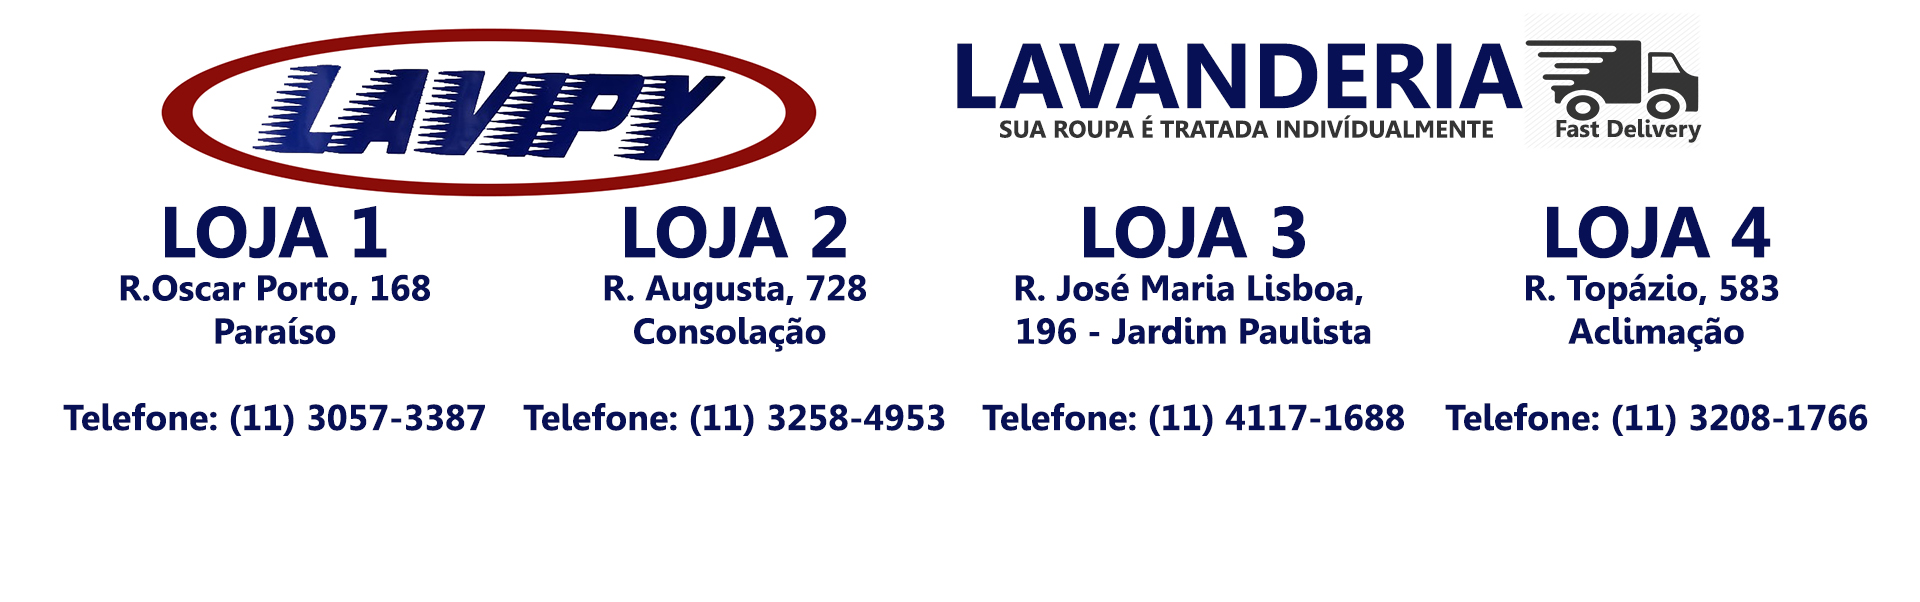 LAVIPY
LAVANDERIA
SUA ROUPA É TRATADA INDIVÍDUALMENTE
Fast Delivery
LOJA 1
R.Oscar Porto, 168
Paraíso
Telefone: (11) 3057-3387
LOJA 2
R. Augusta, 728
Consolação
Telefone: (11) 3258-4953
LOJA 3
R. José Maria Lisboa,
196 - Jardim Paulista
Telefone: (11) 4117-1688
LOJA 4
R. Topázio, 583
Aclimação
Telefone: (11) 3208-1766